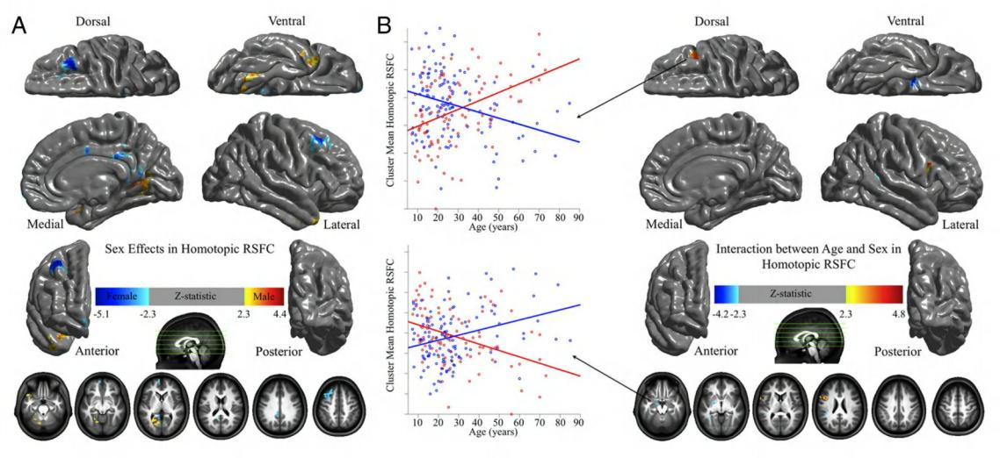 A
Dorsal
Ventral
Medial
Lateral
Sex Effects in Homotopic RSFC
Female
Z-statistic
Male
-5.1
-2.3
2.3
4.4
Anterior
Posterior
B
Cluster Mean Homotopic RSFC
10 20 30 40 50 60 70 80 90
Age (years)
Cluster Mean Homotopic RSFC
10 20 30 40 50 60 70 80 90
Age (years)
Dorsal
Ventral
Medial
Lateral
Interaction between Age and Sex in
Homotopic RSFC
Z-statistic
-4.2
-2.3
2.3
4.8
Anterior
Posterior